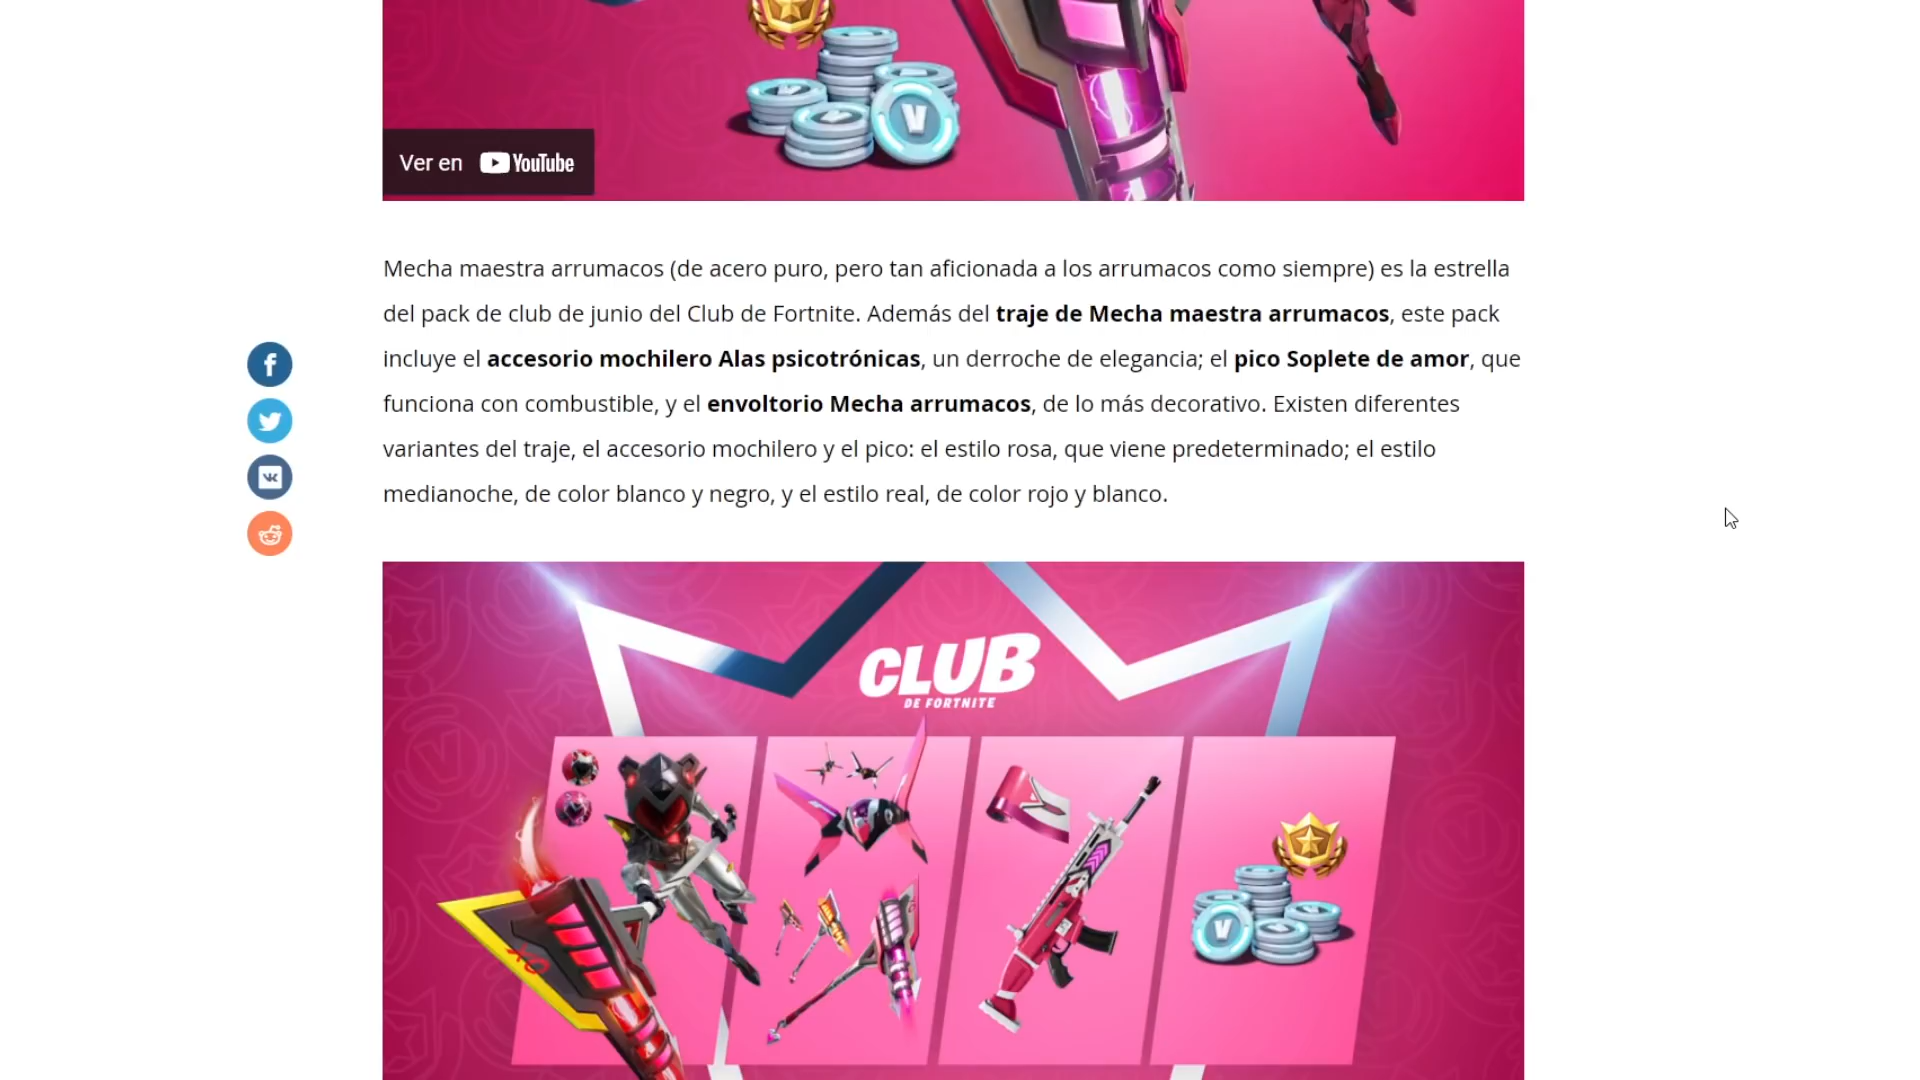 V
Ver en YouTube
Mecha maestra arrumacos (de acero puro, pero tan aficionada a los arrumacos como siempre) es la estrella
del pack de club de junio del Club de Fortnite. Además del traje de Mecha maestra arrumacos, este pack
incluye el accesorio mochilero Alas psicotrónicas, un derroche de elegancia; el pico Soplete de amor, que
funciona con combustible, y el envoltorio Mecha arrumacos, de lo más decorativo. Existen diferentes
variantes del traje, el accesorio mochilero y el pico: el estilo rosa, que viene predeterminado; el estilo
medianoche, de color blanco y negro, y el estilo real, de color rojo y blanco.
CLUB
DE FORTNITE
V
XO